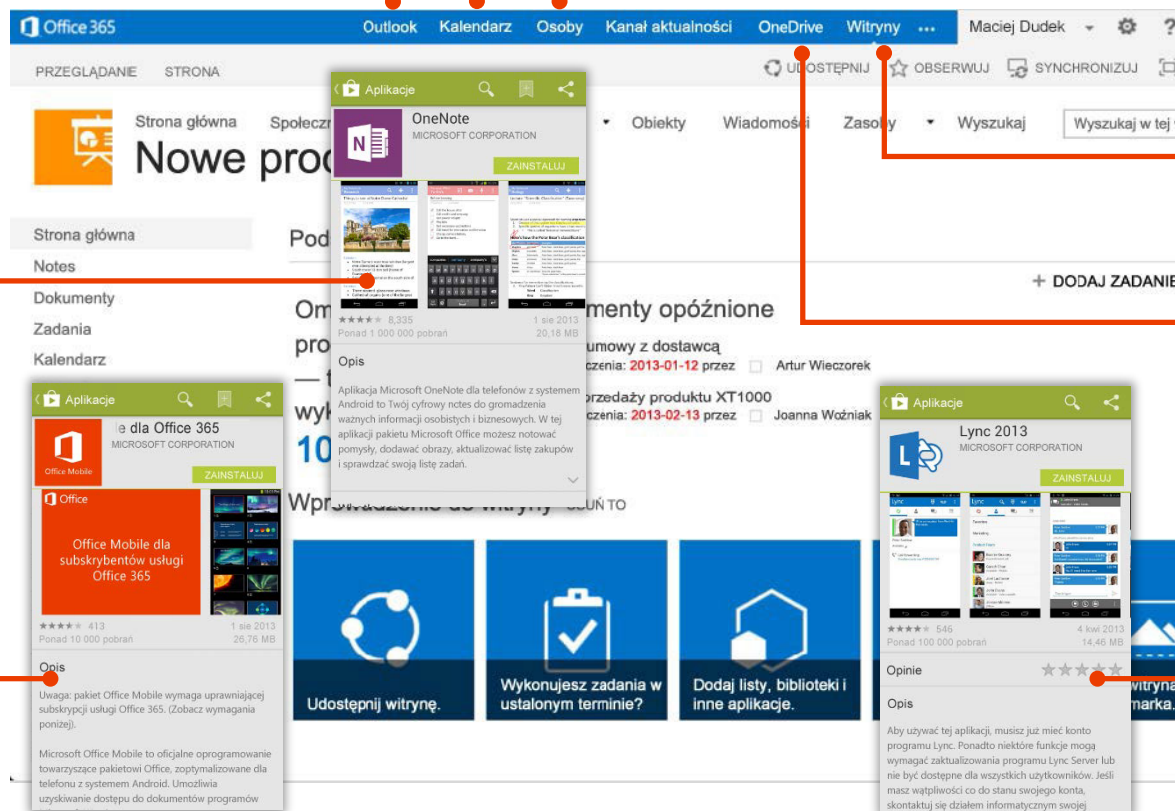 Office 365
Outlook Kalendarz Osoby Kanał aktualności OneDrive Witryny ••• Maciej Dudek ?
PRZEGLĄDANIE STRONA
UDOSTĘPNIJ OBSERWUJ SYNCHRONIZUJ
Strona główna Społeczn Obiekty Wiadomości Zasoby Wyszukaj Wyszukaj w tej
Nowe prod
Strona główna
Notes
Dokumenty
Zadania
Kalendarz
Pod
+ DODAJ ZADANIE
menty opóźnione
umowy z dostawcą
czenia: 2013-01-12 przez Artur Wieczorek
przedaży produktu XT1000
czenia: 2013-02-13 przez Joanna Woźniak
Om
pro
— t
wyk
10
Wprowadzenie do witryny USUŃ TO
Udostępnij witrynę.
Wykonujesz zadania w
ustalonym terminie?
Dodaj listy, biblioteki i
inne aplikacje.
witryna
marka.
Aplikacje
OneNote
MICROSOFT CORPORATION
ZAINSTALUJ
8,335 1 sie 2013
Ponad 1 000 000 pobrań 20,18 MB
Opis
Aplikacja Microsoft OneNote dla telefonów z systemem
Android to Twój cyfrowy notes do gromadzenia
ważnych informacji osobistych i biznesowych. W tej
aplikacji pakietu Microsoft Office możesz notować
pomysły, dodawać obrazy, aktualizować listę zakupów
i sprawdzać swoją listę zadań.
Aplikacje
e dla Office 365
MICROSOFT CORPORATION
Office Mobile
ZAINSTALUJ
Office
Office Mobile dla
subskrybentów usługi
Office 365
413 1 sie 2013
Ponad 10 000 pobrań 26,76 MB
Opis
Uwaga: pakiet Office Mobile wymaga uprawniającej
subskrypcji usługi Office 365. (Zobacz wymagania
poniżej).
Microsoft Office Mobile to oficjalne oprogramowanie
towarzyszące pakietowi Office, zoptymalizowane dla
telefonu z systemem Android. Umożliwia
uzyskiwanie dostępu do dokumentów programów
Aplikacje
Lync 2013
MICROSOFT CORPORATION
ZAINSTALUJ
546 4 kwi 2013
Ponad 100 000 pobrań 14,46 MB
Opinie
Opis
Aby używać tej aplikacji, musisz już mieć konto
programu Lync. Ponadto niektóre funkcje mogą
wymagać zaktualizowania programu Lync Server lub
nie być dostępne dla wszystkich użytkowników. Jeśli
masz wątpliwości co do stanu swojego konta,
skontaktuj się działem informatycznym swojej